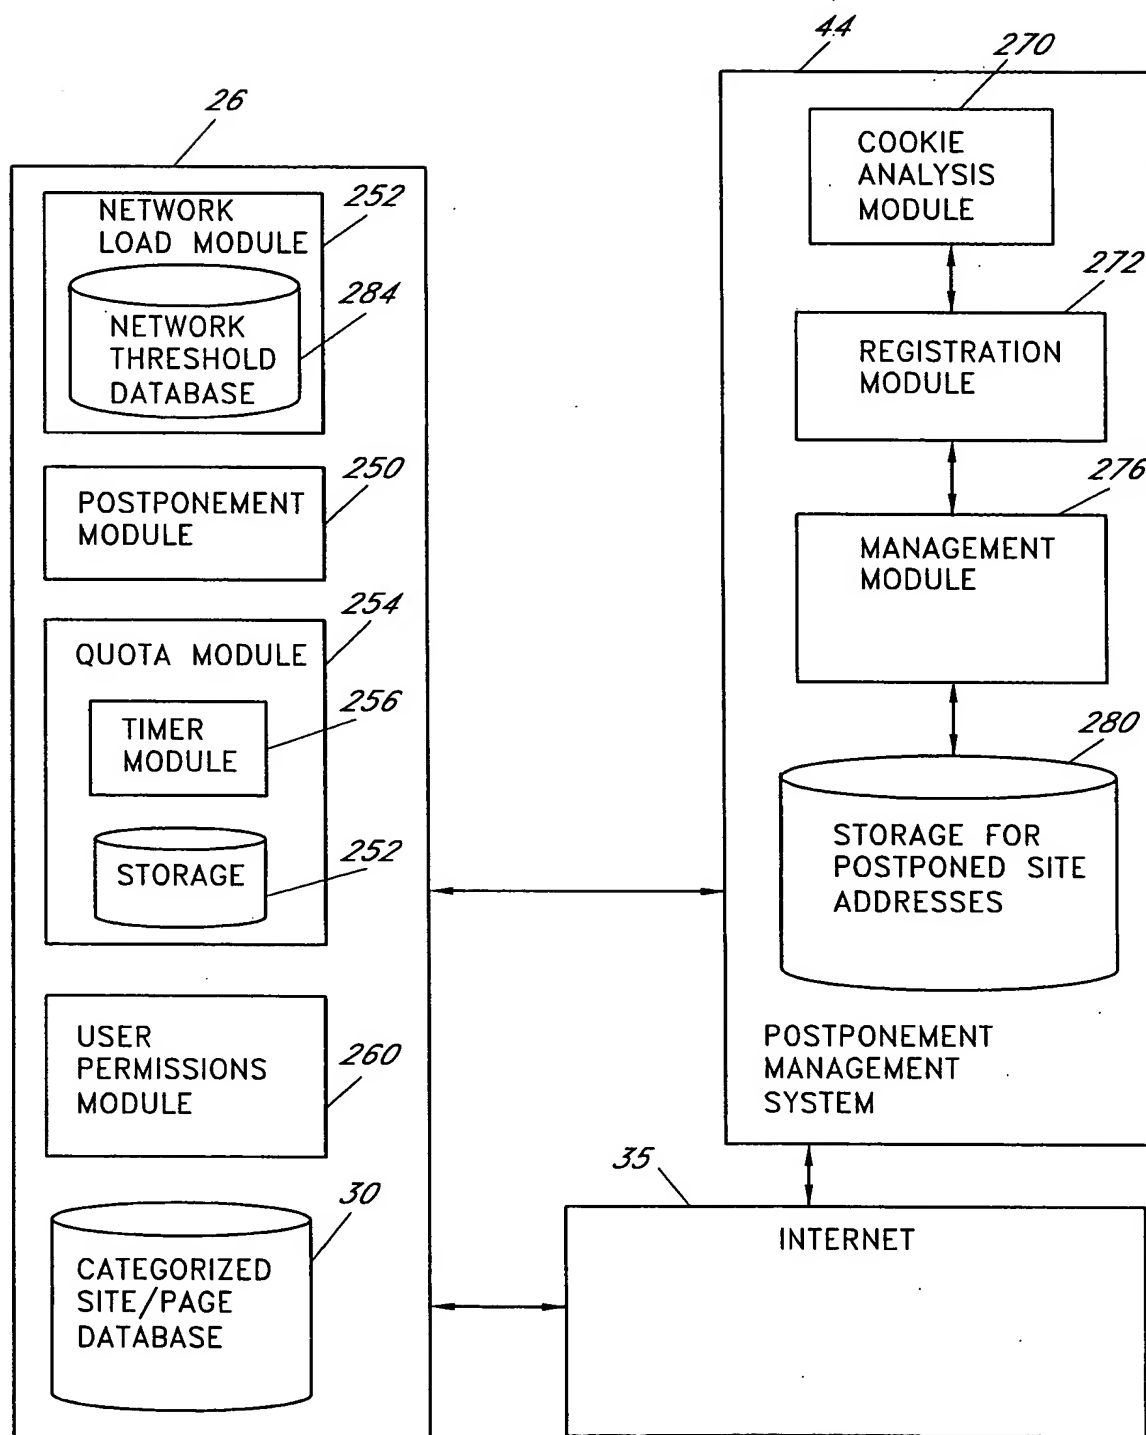 26
NETWORK
LOAD MODULE
252
NETWORK
THRESHOLD
DATABASE
284
POSTPONEMENT
MODULE
250
QUOTA MODULE
254
TIMER
MODULE
256
STORAGE
252
USER
PERMISSIONS
MODULE
260
CATEGORIZED
SITE/PAGE
DATABASE
30
44
COOKIE
ANALYSIS
MODULE
270
REGISTRATION
MODULE
272
MANAGEMENT
MODULE
276
STORAGE FOR
POSTPONED SITE
ADDRESSES
280
POSTPONEMENT
MANAGEMENT
SYSTEM
35
INTERNET